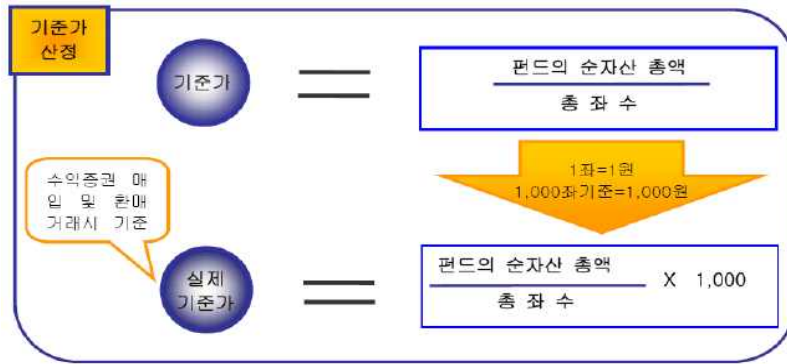 기준가
산정
기준가
펀드의 순자산 총액
총 좌 수
1좌=1원
1,000좌기준=1,000원
수익증권 매
입 및 환매
거래시 기준
실제
기준가
펀드의 순자산 총액
총 좌 수
X 1,000